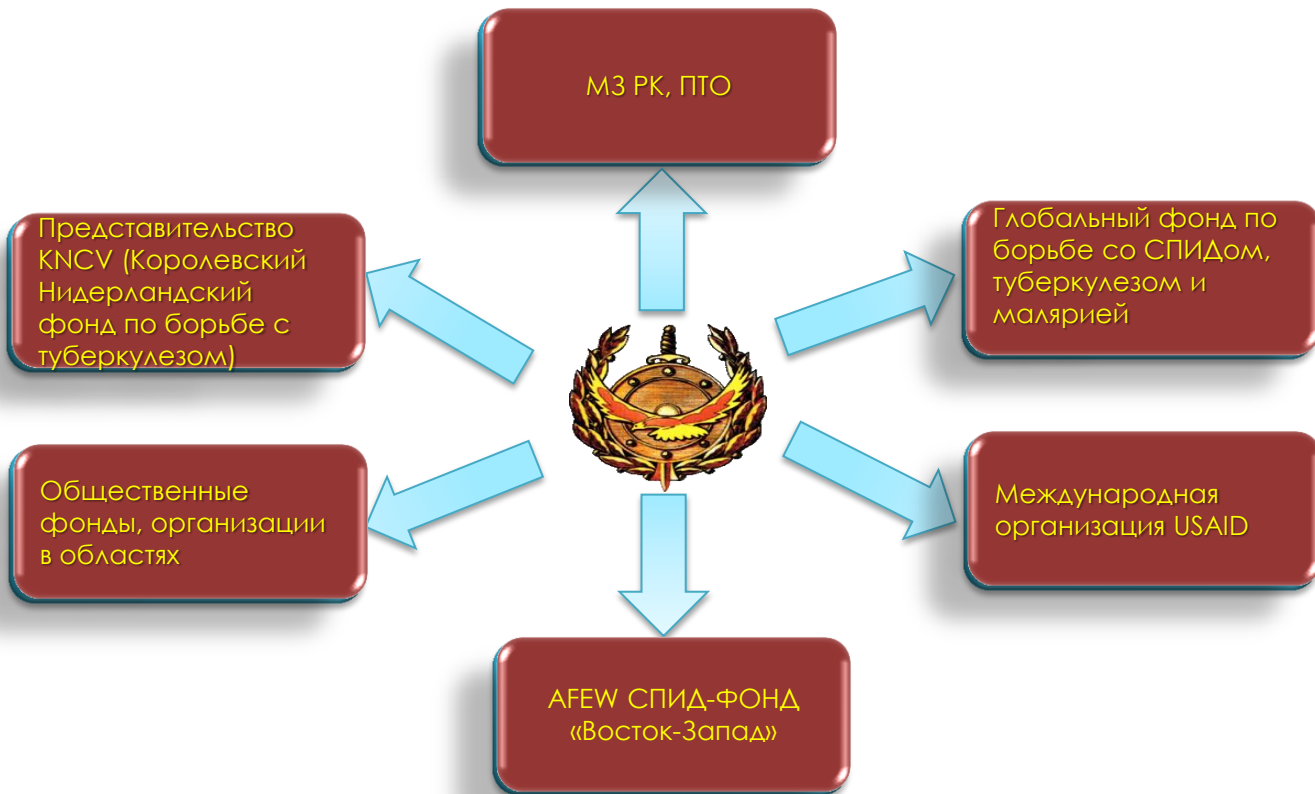 МЗ РК, ПТО
Представительство
KNCV (Королевский
Нидерландский
фонд по борьбе с
туберкулезом)
Глобальный фонд по
борьбе со СПИДом,
туберкулезом и
малярией
Общественные
фонды, организации
в областях
Международная
организация USAID
AFEW СПИД-ФОНД
«Восток-Запад»